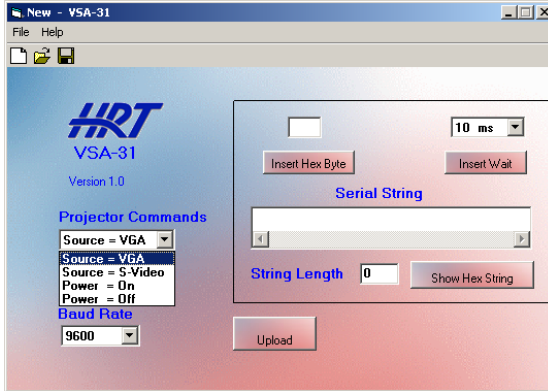 New - VSA-31
File Help
HRT
VSA-31
Version 1.0
10 ms
Insert Hex Byte
Insert Wait
Serial String
Projector Commands
Source = VGA
Source = VGA
Source = S-Video
Power = On
Power = Off
String Length 0
Show Hex String
Baud Rate
9600
Upload